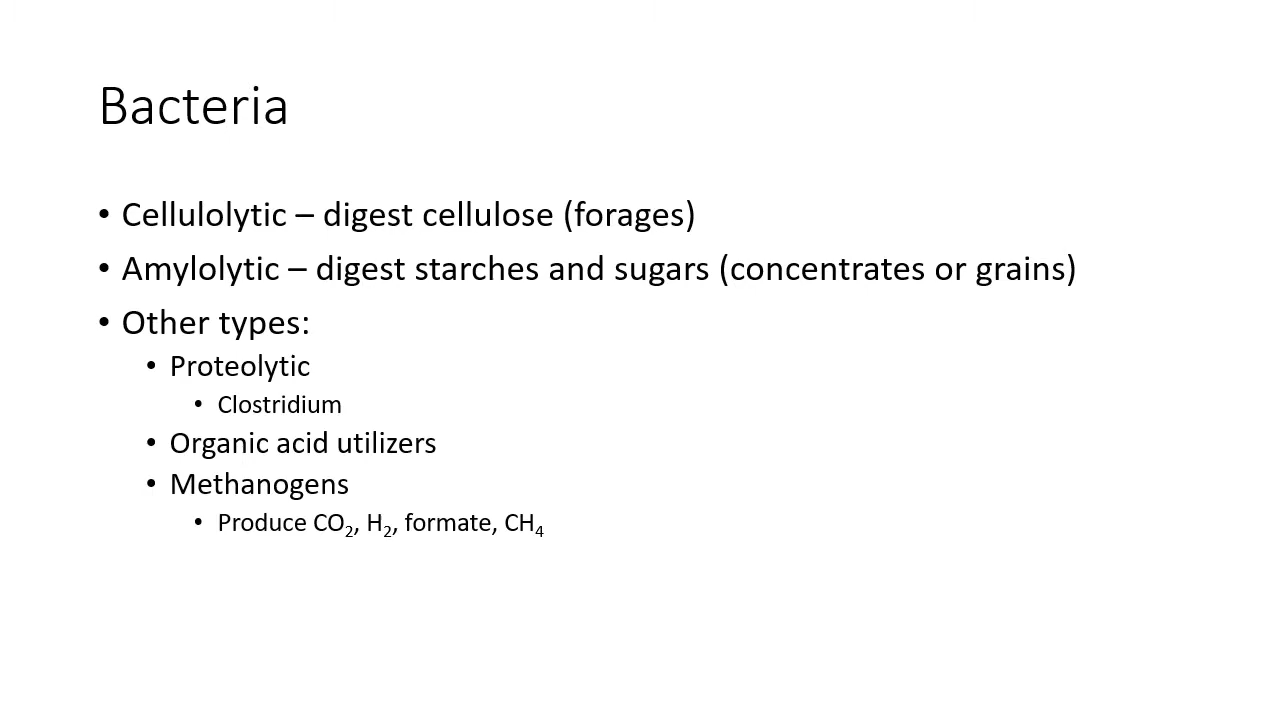 Bacteria
• Cellulolytic – digest cellulose (forages)
• Amylolytic – digest starches and sugars (concentrates or grains)
• Other types:
• Proteolytic
• Clostridium
• Organic acid utilizers
• Methanogens
• Produce CO₂, H₂, formate, CH₄